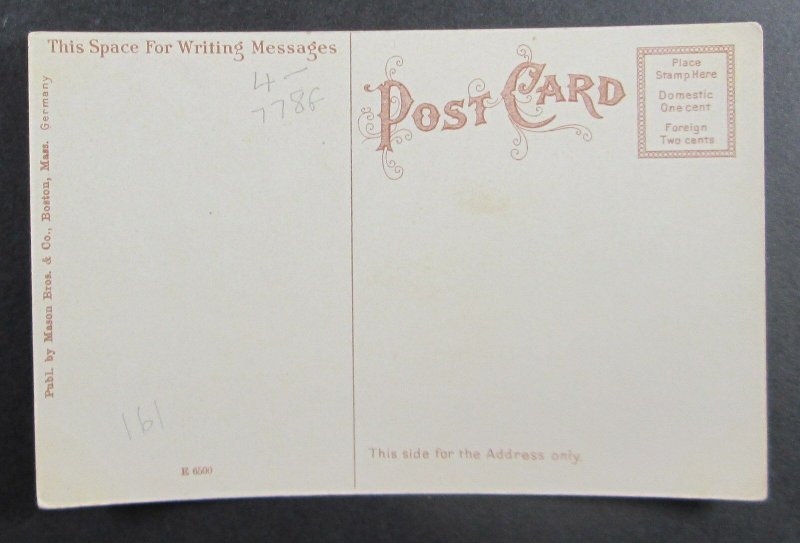 This Space For Writing Messages
4 –
778F
Publ. by Mason Bros. & Co., Boston, Mass. Germany
161
E 6500
POST CARD
Place
Stamp Here
Domestic
One cent
Foreign
Two cents
This side for the Address only.